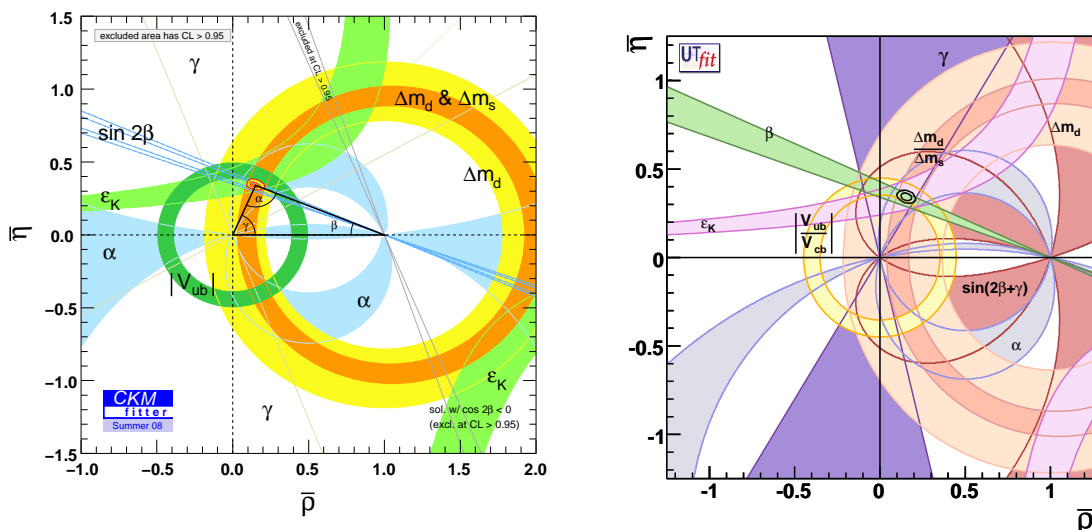 excluded area has CL > 0.95
γ
excluded at CL > 0.95
Δm_d & Δm_s
sin 2β
Δm_d
ε_K
α
α
γ
β
α
|V_ub|
ε_K
γ
sol. w/ cos 2β < 0
(excl. at CL > 0.95)
CKM
fitter
Summer 08
1.5
1.0
0.5
0.0
−0.5
−1.0
−1.5
η̄
−1.0
−0.5
0.0
0.5
1.0
1.5
2.0
ρ̄
UTfit
γ
β
Δm_d
Δm_d
Δm_s
ε_K
|V_ub
V_cb|
sin(2β+γ)
α
1
0.5
0
-0.5
-1
η̄
-1
-0.5
0
0.5
1
ρ̄